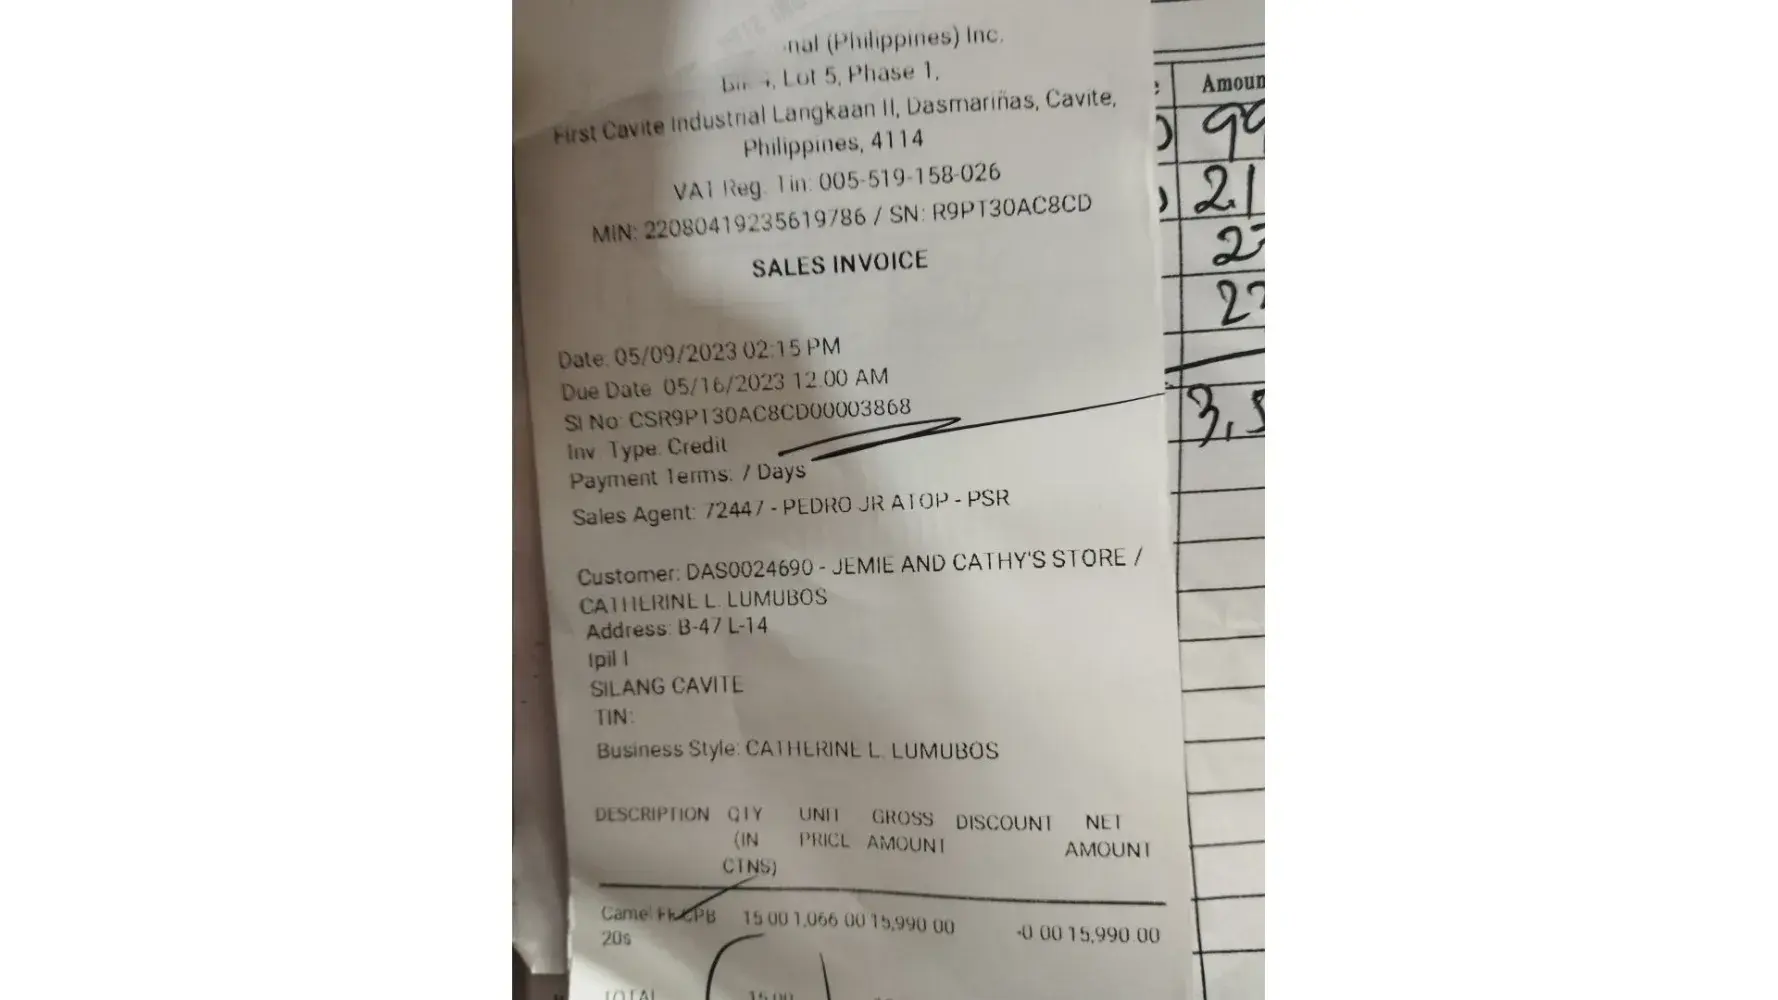 (Philippines) Inc.
Lot 5, Phase 1,
First Cavite Industrial Langkaan II, Dasmariñas, Cavite,
Philippines, 4114
VAT Reg. Tin: 005-519-158-026
MIN: 22080419235619786 / SN: R9PT30AC8CD
SALES INVOICE
Date: 05/09/2023 02:15 PM
Due Date: 05/16/2023 12:00 AM
SI No: CSR9PT30AC8CD00003868
Inv. Type: Credit
Payment Terms: 7 Days
Sales Agent: 72447 - PEDRO JR ATOP - PSR
Customer: DAS0024690 - JEMIE AND CATHY'S STORE /
CATHERINE L. LUMUBOS
Address: B-47 L-14
Ipil I
SILANG CAVITE
TIN:
Business Style: CATHERINE L. LUMUBOS
DESCRIPTION QTY (IN CTNS) UNIT PRICE GROSS AMOUNT DISCOUNT NET AMOUNT
Camel 15.00 1,066.00 15,990.00 -0.00 15,990.00
20s
TOTAL 15.00
Amoun
21